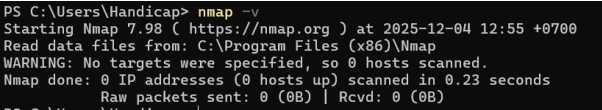 PS C:\Users\Handicap> nmap -v
Starting Nmap 7.98 ( https://nmap.org ) at 2025-12-04 12:55 +0700
Read data files from: C:\Program Files (x86)\Nmap
WARNING: No targets were specified, so 0 hosts scanned.
Nmap done: 0 IP addresses (0 hosts up) scanned in 0.23 seconds
           Raw packets sent: 0 (0B) | Rcvd: 0 (0B)